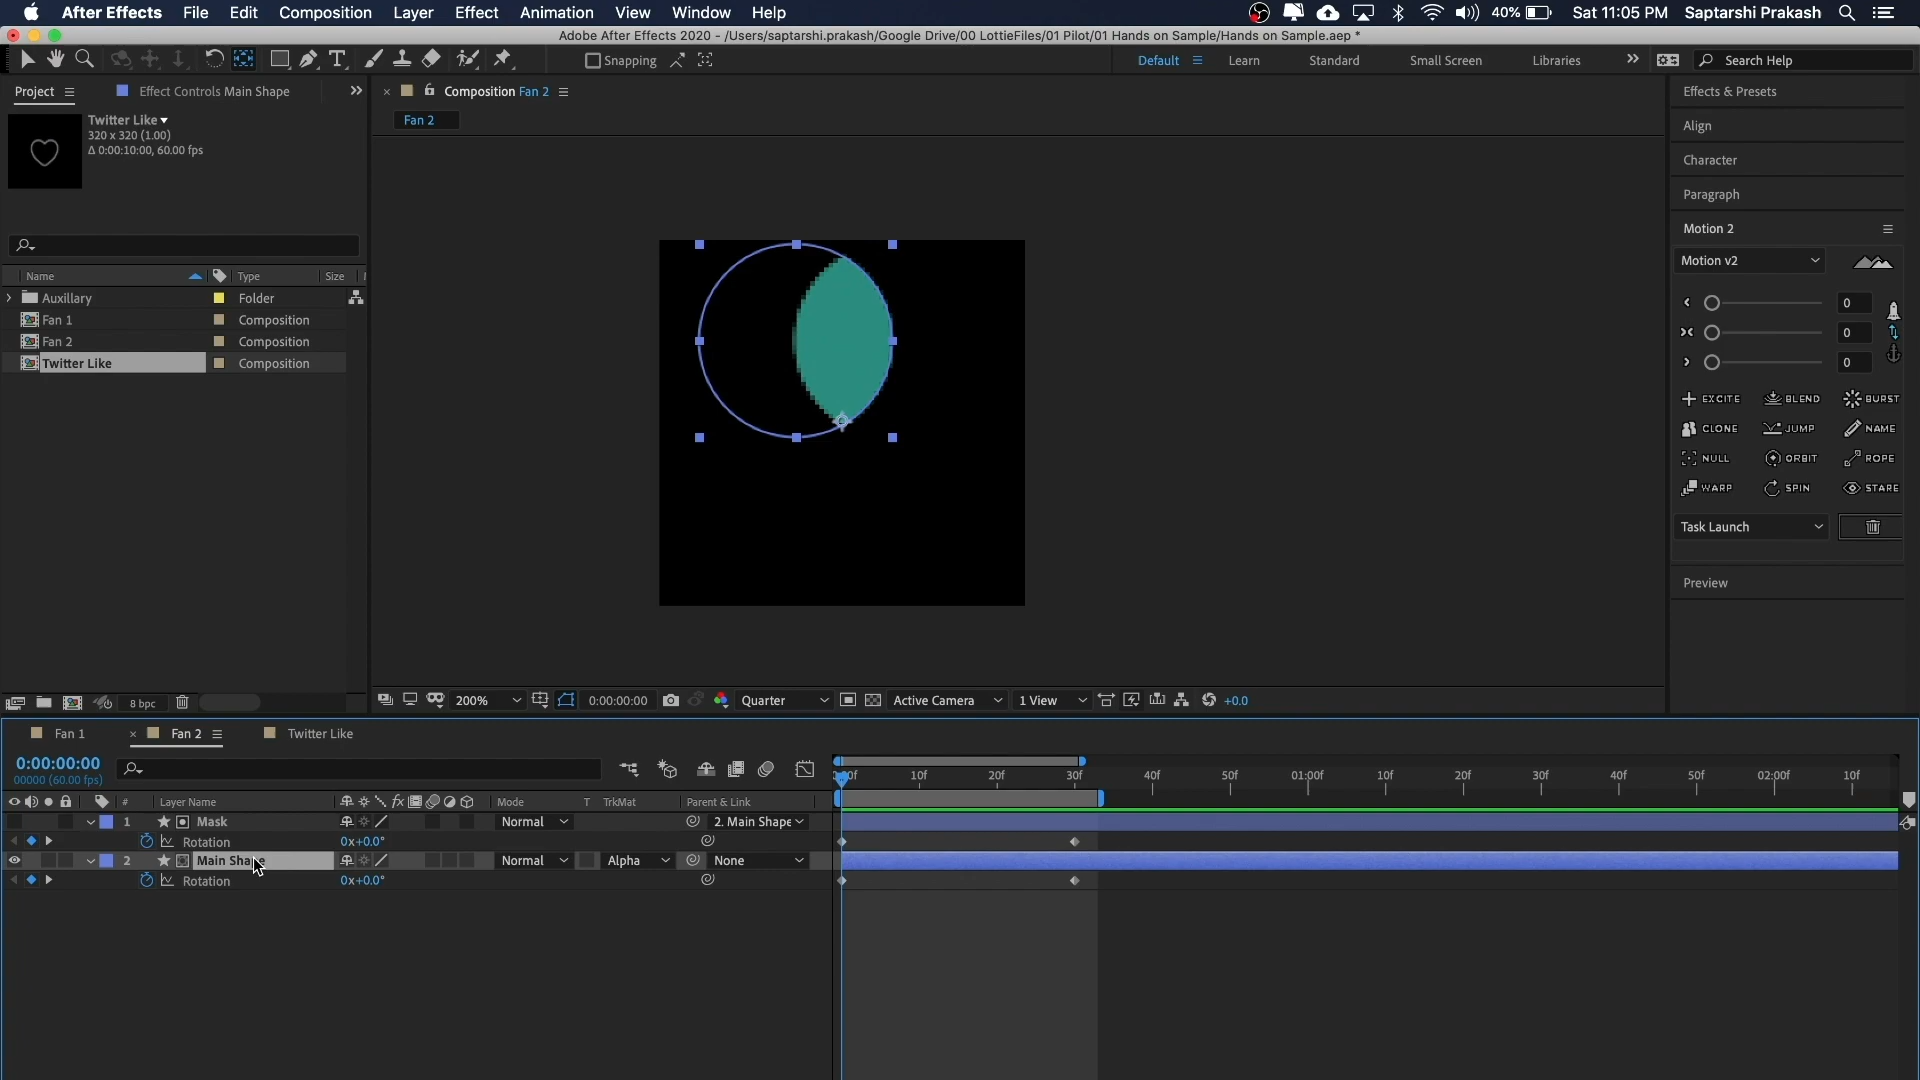 After Effects File Edit Composition Layer Effect Animation View Window Help 40% Sat 11:05 PM Saptarshi Prakash
Adobe After Effects 2020 - /Users/saptarshi.prakash/Google Drive/00 LottieFiles/01 Pilot/01 Hands on Sample/Hands on Sample.aep *
Snapping Default Learn Standard Small Screen Libraries Search Help
Project Effect Controls Main Shape Composition Fan 2 Effects & Presets
Twitter Like
320 x 320 (1.00)
Δ 0:00:10:00, 60.00 fps
Fan 2
Align
Character
Paragraph
Motion 2
Motion v2
0
0
0
EXCITE BLEND BURST
CLONE JUMP NAME
NULL ORBIT ROPE
WARP SPIN STARE
Task Launch
Preview
Name Type Size
Auxillary Folder
Fan 1 Composition
Fan 2 Composition
Twitter Like Composition
8 bpc 200% 0:00:00:00 Quarter Active Camera 1 View +0.0
Fan 1 Fan 2 Twitter Like
0:00:00:00
00000 (60.00 fps)
10f 20f 30f 40f 50f 01:00f 10f 20f 30f 40f 50f 02:00f 10f
# Layer Name Mode T TrkMat Parent & Link
1 Mask Normal 2. Main Shape
Rotation 0x+0.0°
2 Main Shape Normal Alpha None
Rotation 0x+0.0°